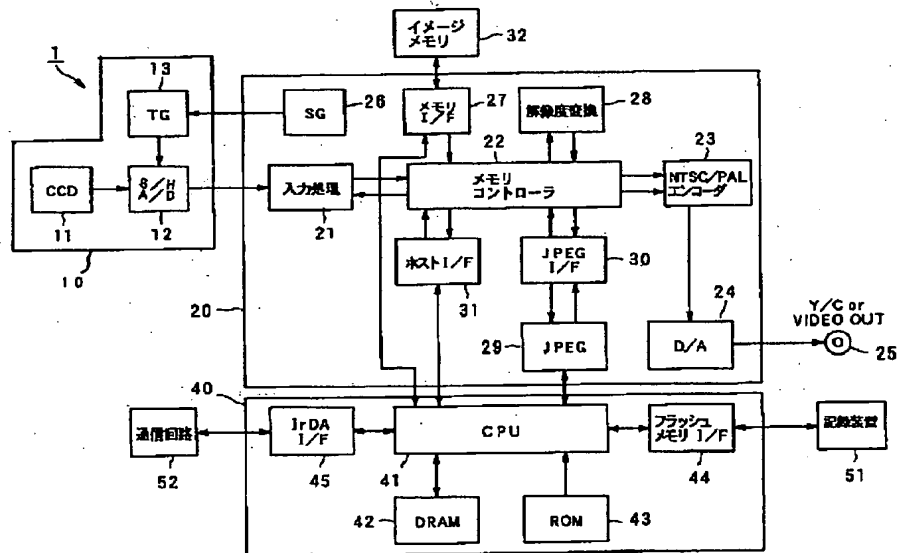 1
イメージ
メモリ
32
13
TG
SG
26
メモリ
I/F
27
解像度変換
28
22
メモリ
コントローラ
23
NTSC/PAL
エンコーダ
CCD
11
S/H
A/D
12
10
入力処理
21
ホスト I/F
31
JPEG
I/F
30
20
29
JPEG
24
D/A
Y/C or
VIDEO OUT
25
40
通信回路
52
IrDA
I/F
45
CPU
41
フラッシュ
メモリ I/F
44
記録装置
51
42
DRAM
ROM
43